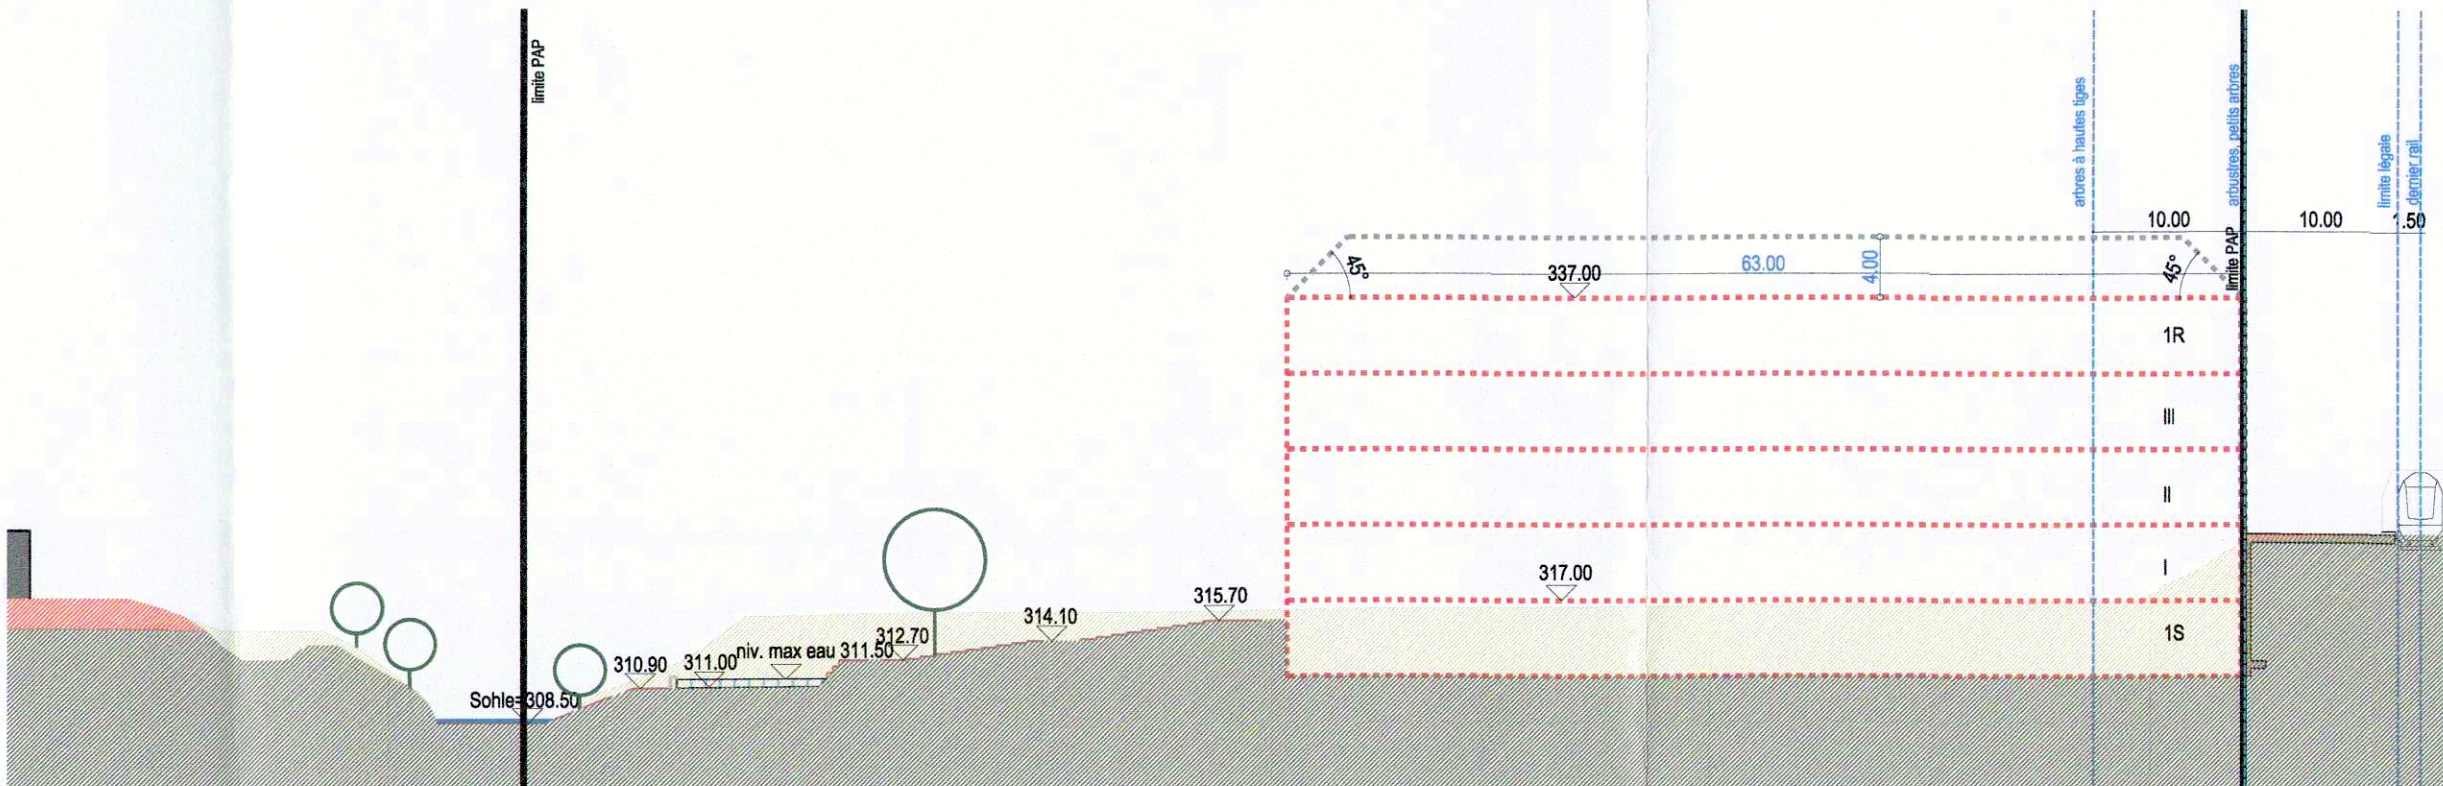 limite PAP
arbres à hautes tiges
arbustres, petits arbres
limite légale
dernier rail
10.00
10.00
.50
limite PAP
45°
337.00
63.00
4.00
45°
1R
III
II
I
317.00
1S
315.70
314.10
312.70
niv. max eau 311.50
311.00
310.90
Sohle=308.50